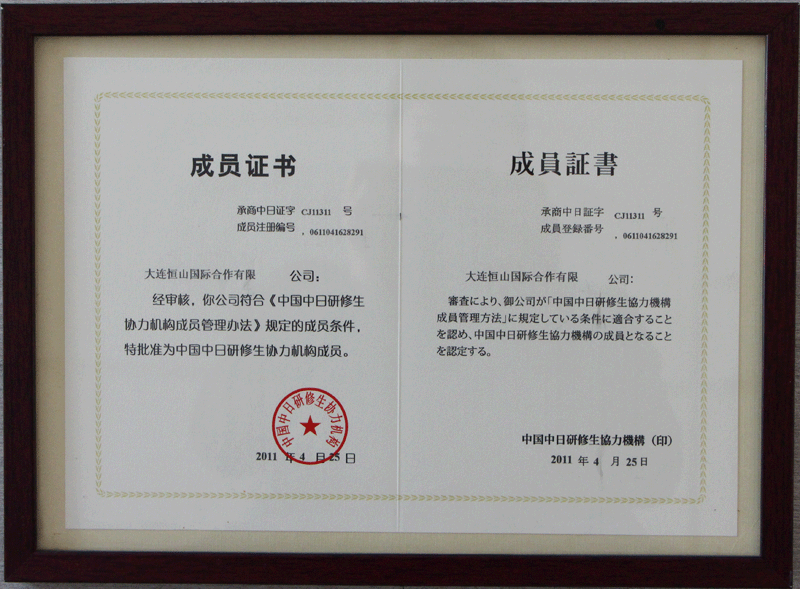 成员证书
承商中日证字 CJ11311 号
成员注册编号 . 0611041628291
大连恒山国际合作有限 公司：
经审核，你公司符合《中国中日研修生
协力机构成员管理办法》规定的成员条件，
特批准为中国中日研修生协力机构成员。
中国中日研修生协力机构
2011 年 4 月 25 日
成員証書
承商中日証字 CJ11311 号
成員登録番号 . 0611041628291
大连恒山国际合作有限 公司：
審査により、御公司が「中国中日研修生協力機構
成員管理方法」に規定している条件に適合すること
を認め、中国中日研修生協力機構の成員となること
を認定する。
中国中日研修生協力機構（印）
2011 年 4 月 25 日